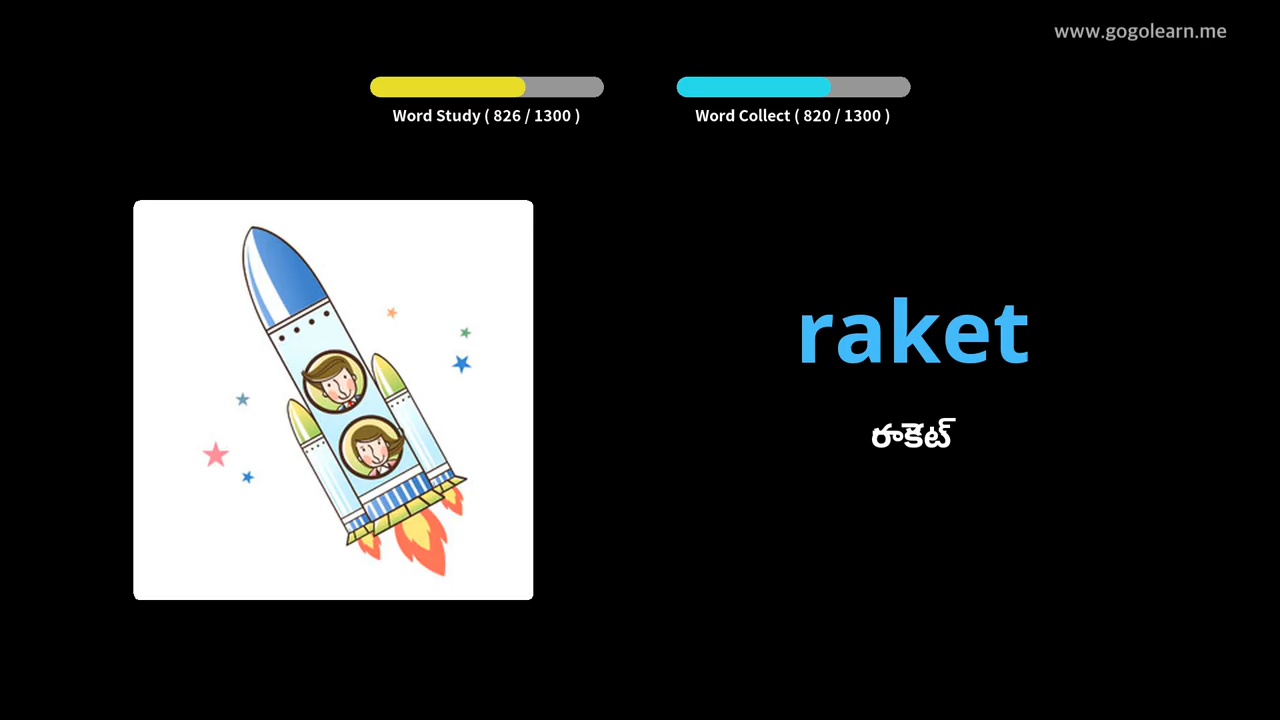 www.gogolearn.me
Word Study ( 826 / 1300 )
Word Collect ( 820 / 1300 )
raket
రాకెట్